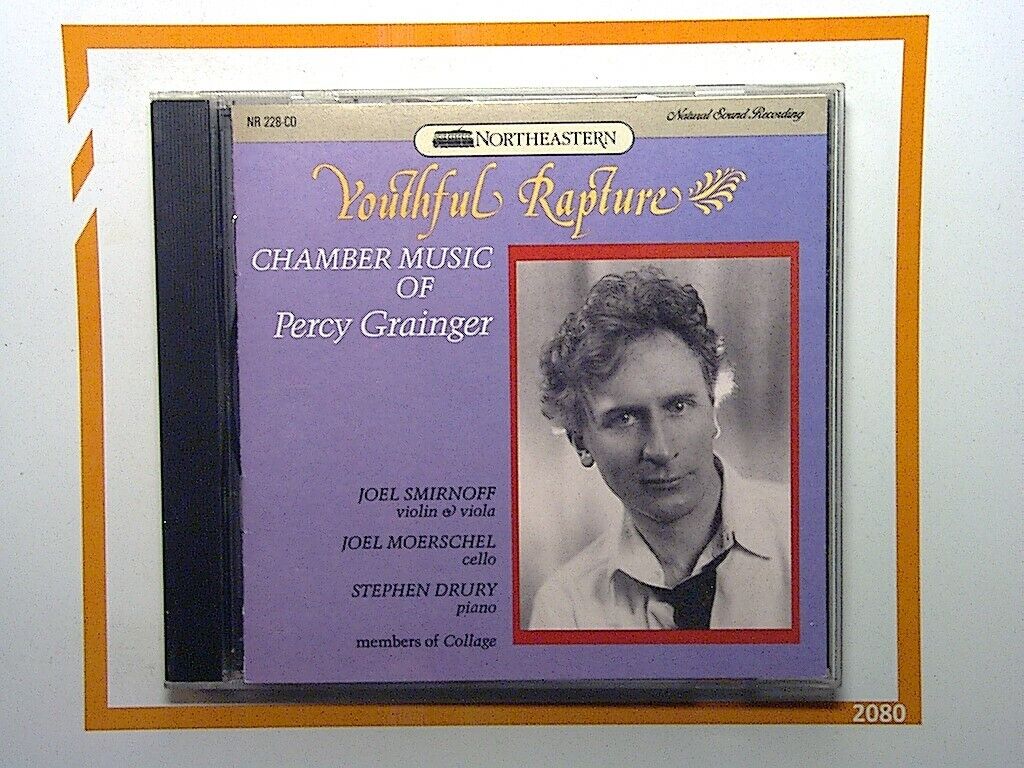 NR 228-CD
NORTHEASTERN
Natural Sound Recording
Youthful Rapture
CHAMBER MUSIC
OF
Percy Grainger
JOEL SMIRNOFF
violin & viola
JOEL MOERSCHEL
cello
STEPHEN DRURY
piano
members of Collage
2080